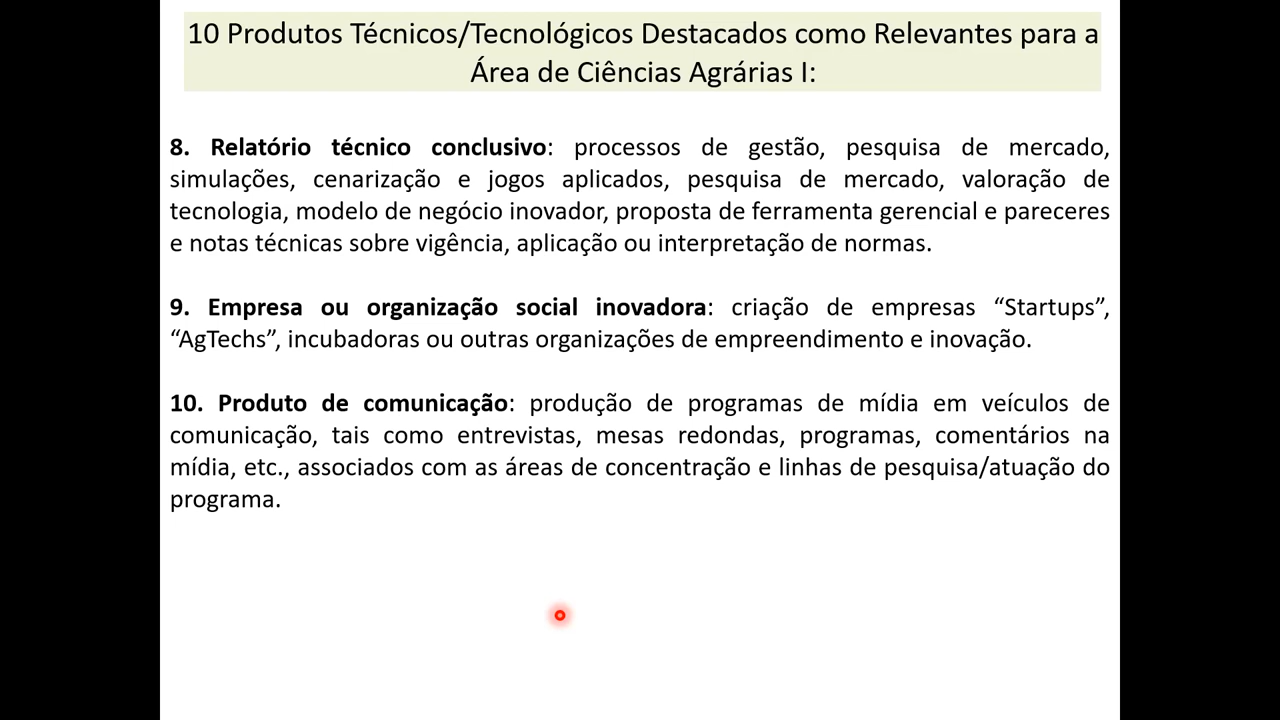 10 Produtos Técnicos/Tecnológicos Destacados como Relevantes para a
Área de Ciências Agrárias I:
8. Relatório técnico conclusivo: processos de gestão, pesquisa de mercado,
simulações, cenarização e jogos aplicados, pesquisa de mercado, valoração de
tecnologia, modelo de negócio inovador, proposta de ferramenta gerencial e pareceres
e notas técnicas sobre vigência, aplicação ou interpretação de normas.
9. Empresa ou organização social inovadora: criação de empresas “Startups”,
“AgTechs”, incubadoras ou outras organizações de empreendimento e inovação.
10. Produto de comunicação: produção de programas de mídia em veículos de
comunicação, tais como entrevistas, mesas redondas, programas, comentários na
mídia, etc., associados com as áreas de concentração e linhas de pesquisa/atuação do
programa.